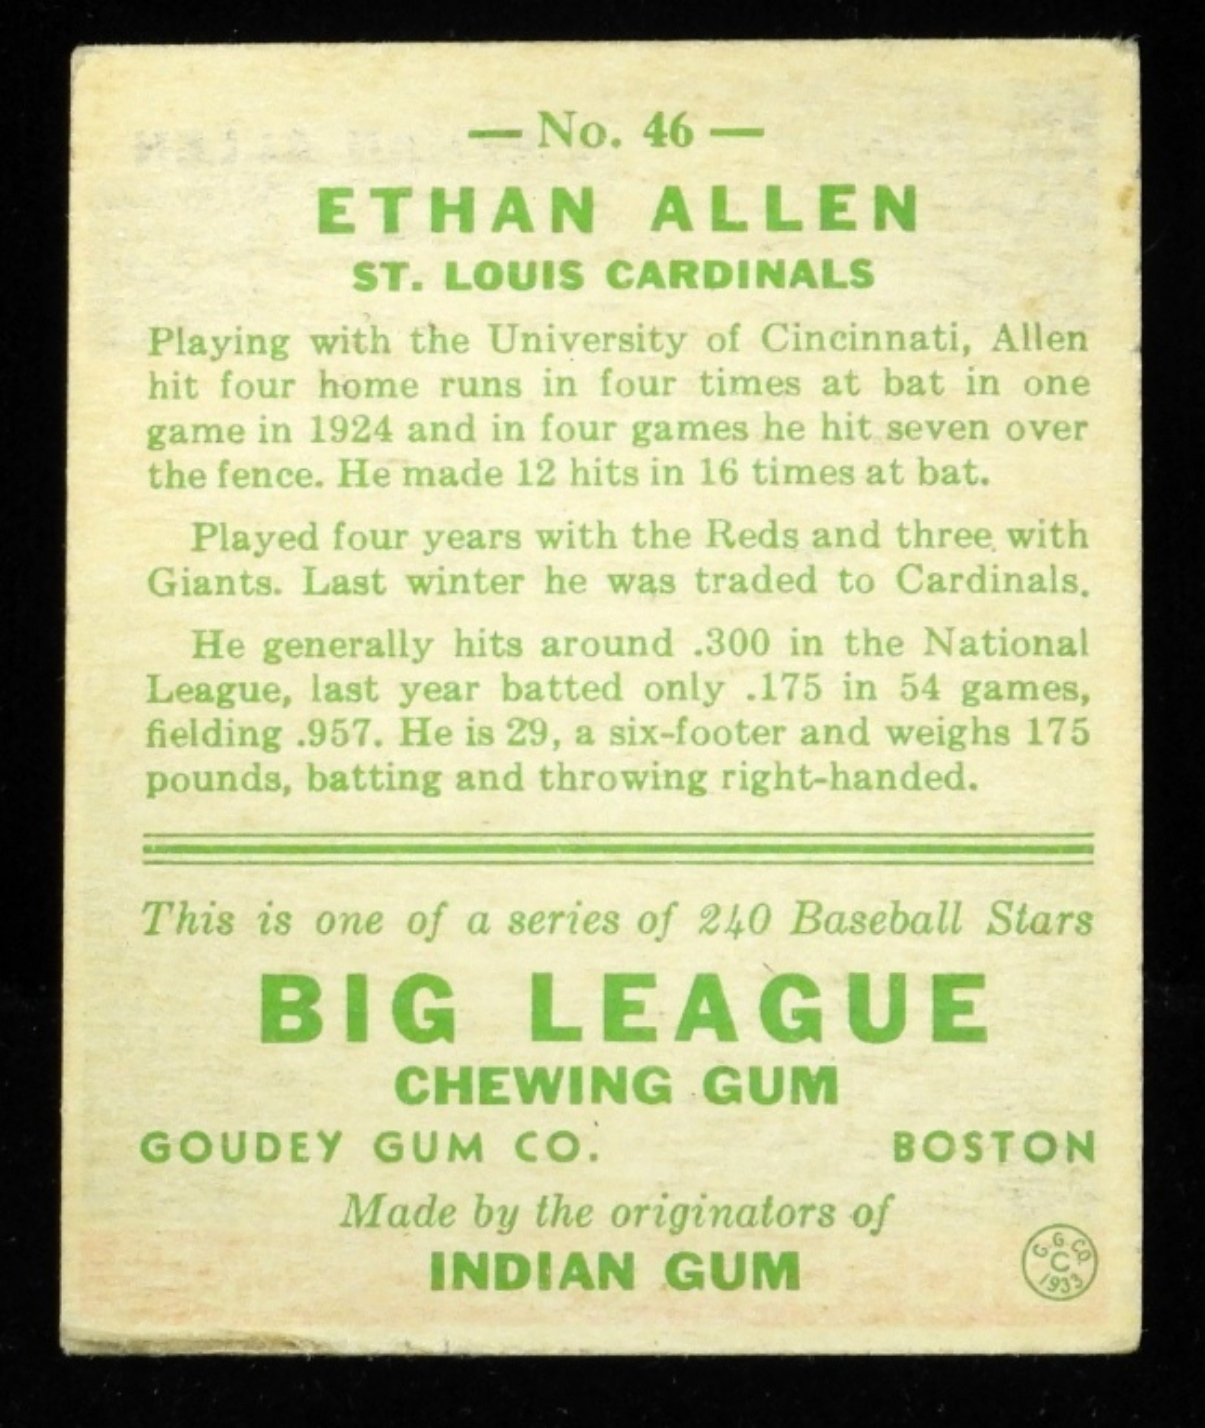 — No. 46 —
ETHAN ALLEN
ST. LOUIS CARDINALS
Playing with the University of Cincinnati, Allen
hit four home runs in four times at bat in one
game in 1924 and in four games he hit seven over
the fence. He made 12 hits in 16 times at bat.
Played four years with the Reds and three with
Giants. Last winter he was traded to Cardinals.
He generally hits around .300 in the National
League, last year batted only .175 in 54 games,
fielding .957. He is 29, a six-footer and weighs 175
pounds, batting and throwing right-handed.
This is one of a series of 240 Baseball Stars
BIG LEAGUE
CHEWING GUM
GOUDEY GUM CO. BOSTON
Made by the originators of
INDIAN GUM
G. G. CO.
C
1933